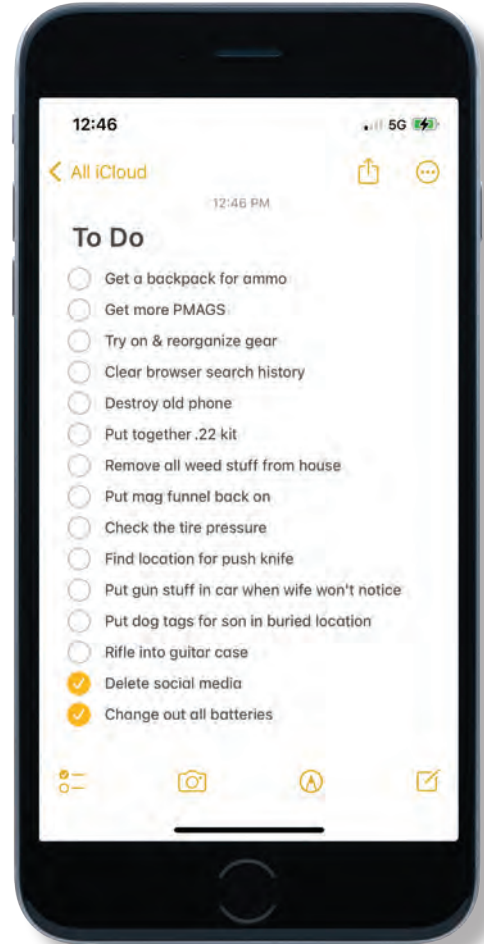 12:46
5G
All iCloud
12:46 PM
To Do
Get a backpack for ammo
Get more PMAGS
Try on & reorganize gear
Clear browser search history
Destroy old phone
Put together .22 kit
Remove all weed stuff from house
Put mag funnel back on
Check the tire pressure
Find location for push knife
Put gun stuff in car when wife won't notice
Put dog tags for son in buried location
Rifle into guitar case
Delete social media
Change out all batteries